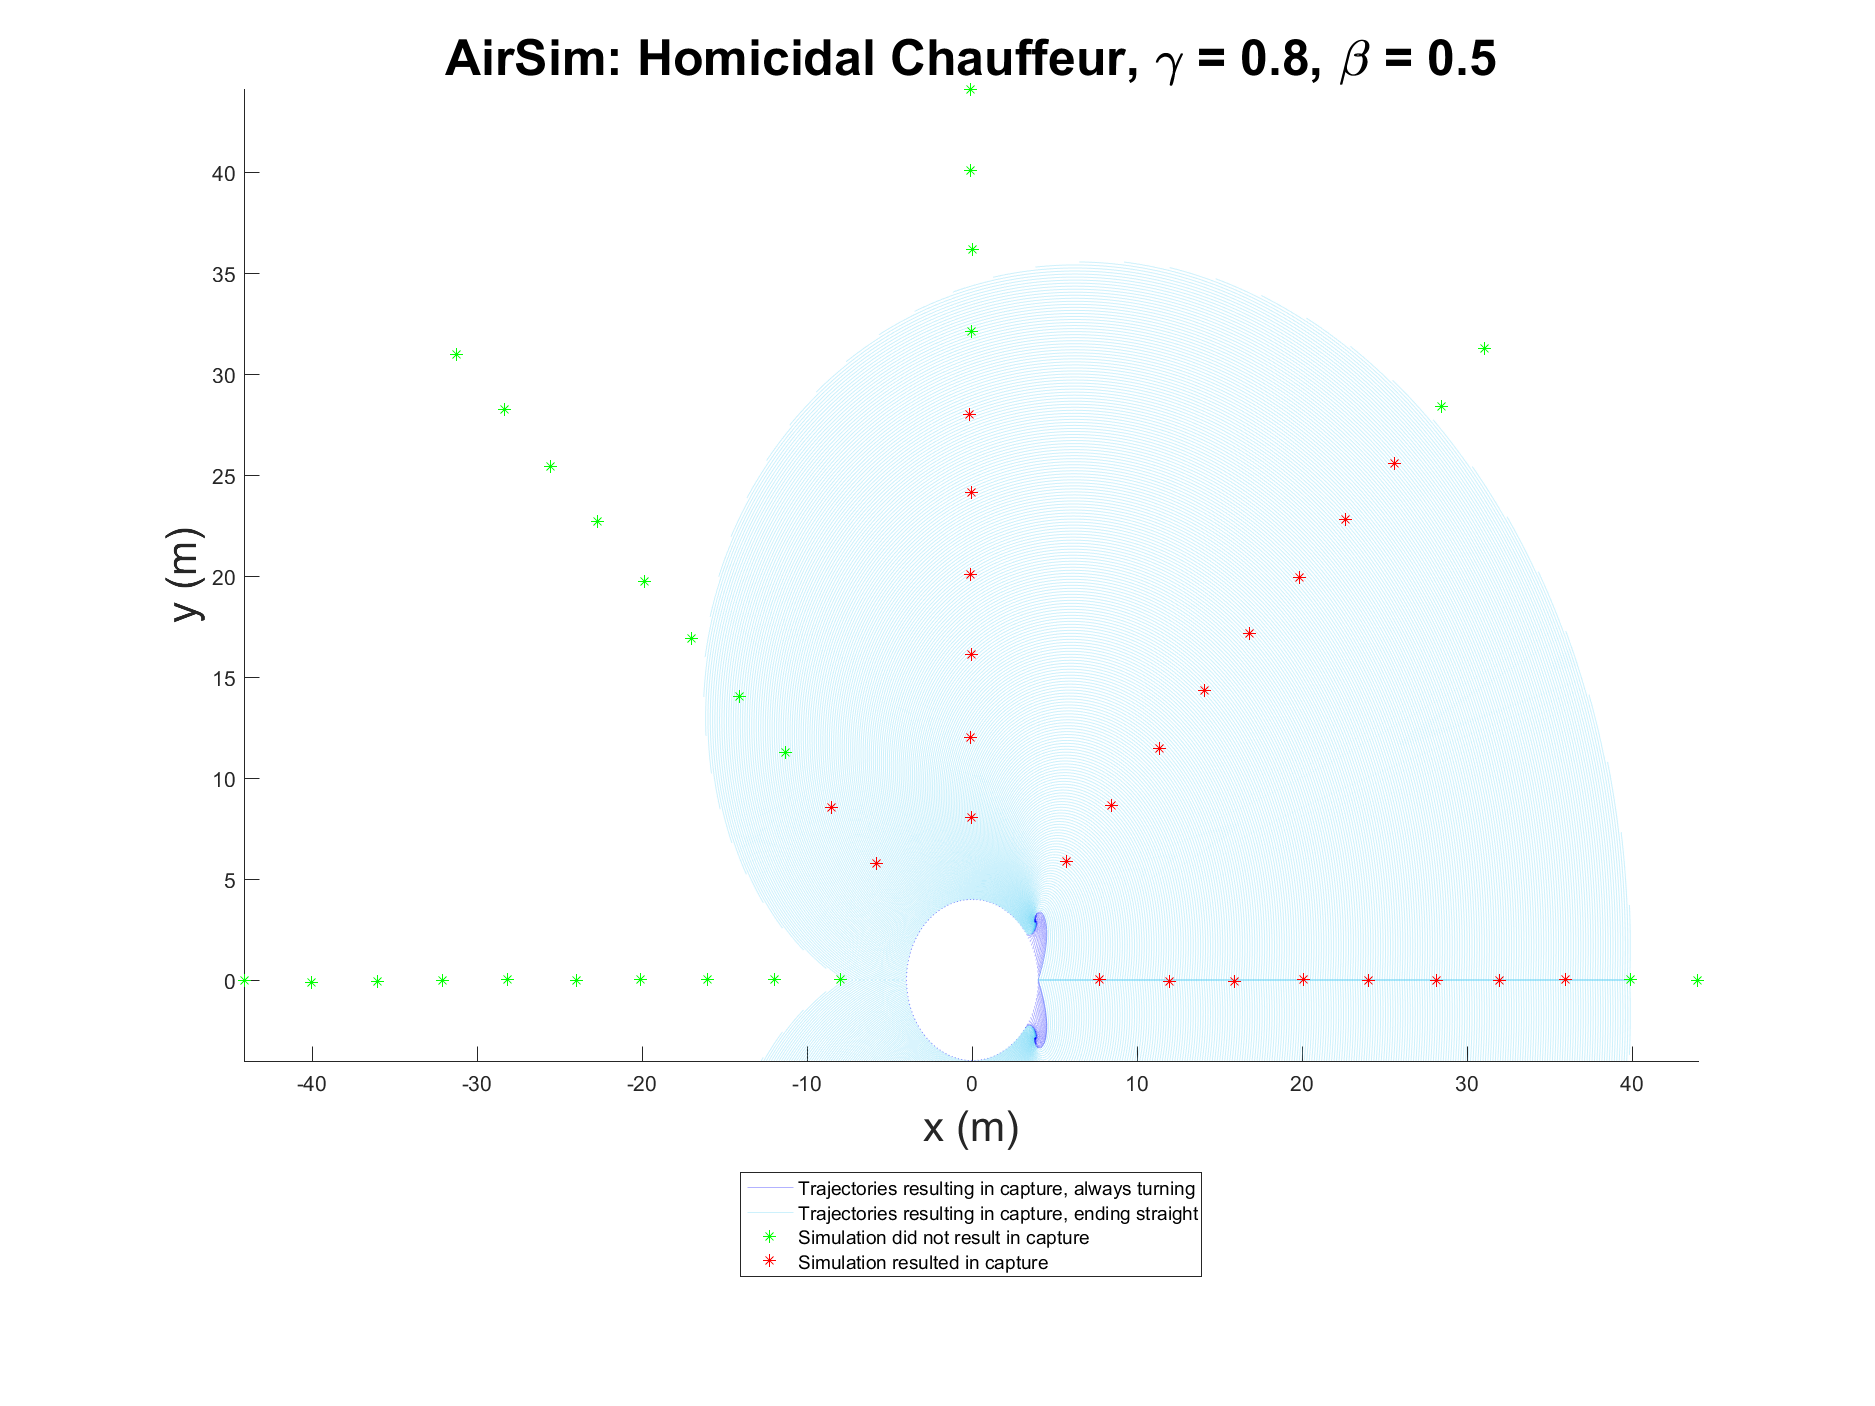 AirSim: Homicidal Chauffeur, γ = 0.8, β = 0.5
y (m)
40
35
30
25
20
15
10
5
0
-40 -30 -20 -10 0 10 20 30 40
x (m)
Trajectories resulting in capture, always turning
Trajectories resulting in capture, ending straight
Simulation did not result in capture
Simulation resulted in capture